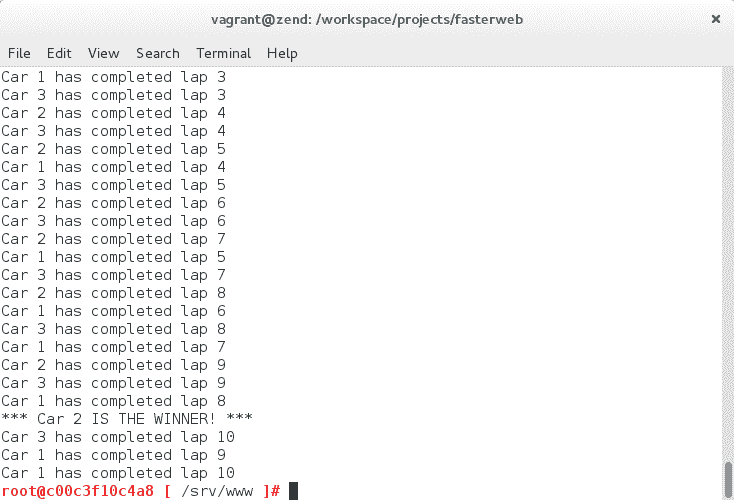 vagrant@zend: /workspace/projects/fasterweb ×
File Edit View Search Terminal Help
Car 1 has completed lap 3
Car 3 has completed lap 3
Car 2 has completed lap 4
Car 3 has completed lap 4
Car 2 has completed lap 5
Car 1 has completed lap 4
Car 3 has completed lap 5
Car 2 has completed lap 6
Car 3 has completed lap 6
Car 2 has completed lap 7
Car 1 has completed lap 5
Car 3 has completed lap 7
Car 2 has completed lap 8
Car 1 has completed lap 6
Car 3 has completed lap 8
Car 1 has completed lap 7
Car 2 has completed lap 9
Car 3 has completed lap 9
Car 1 has completed lap 8
*** Car 2 IS THE WINNER! ***
Car 3 has completed lap 10
Car 1 has completed lap 9
Car 1 has completed lap 10
root@c00c3f10c4a8 [ /srv/www ]#